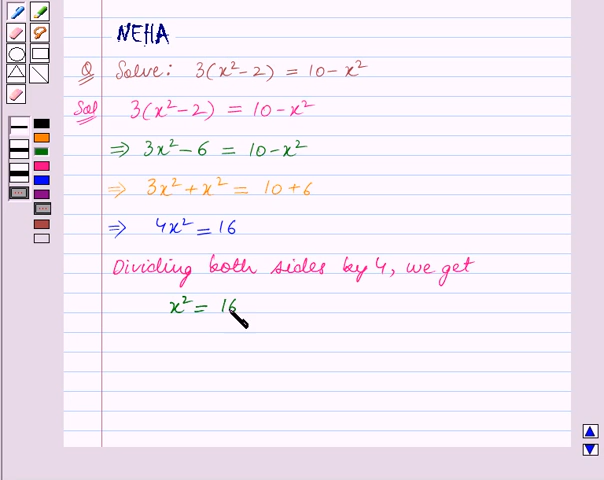 NEHA
Q Solve: 3(x² - 2) = 10 - x²
Sol 3(x² - 2) = 10 - x²
⇒ 3x² - 6 = 10 - x²
⇒ 3x² + x² = 10 + 6
⇒ 4x² = 16
Dividing both sides by 4, we get
x² = 16